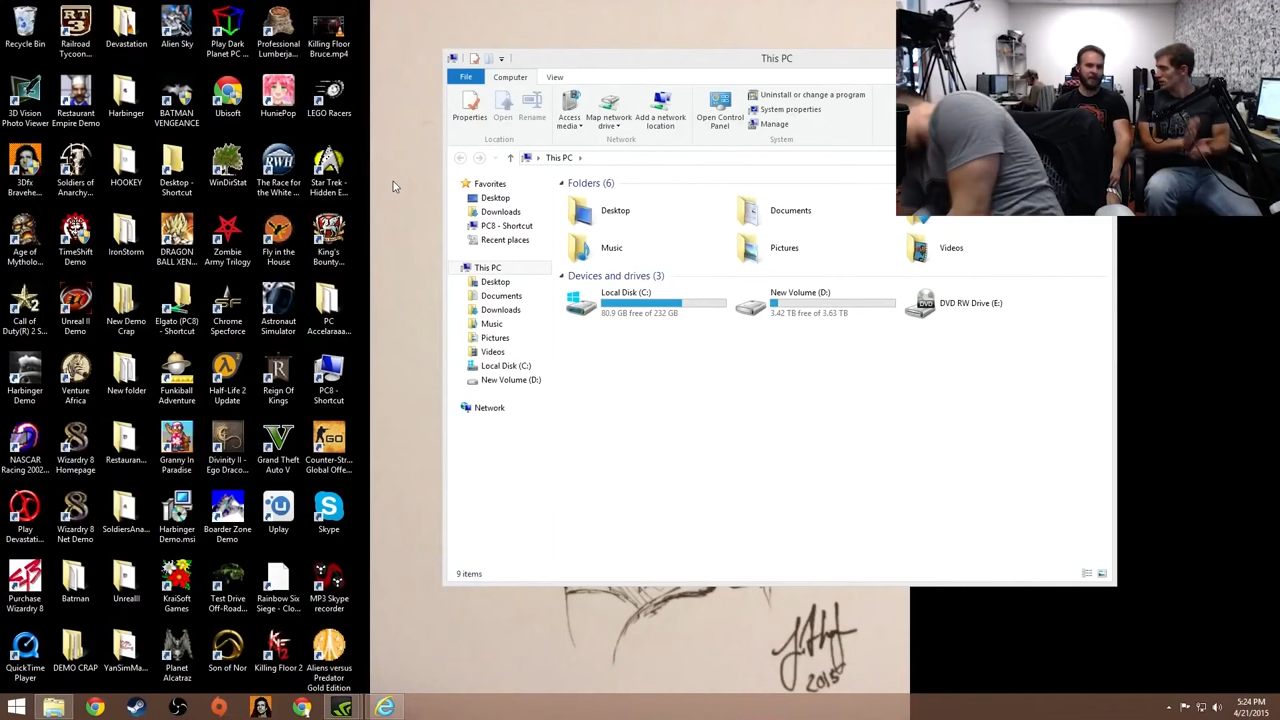 Recycle Bin
Railroad
Tycoon...
Devastation
Alien Sky
Play Dark
Planet PC ...
Professional
Lumberja...
Killing Floor
Bruce.mp4
3D Vision
Photo Viewer
Restaurant
Empire Demo
Harbinger
BATMAN
VENGEANCE
Ubisoft
HuniePop
LEGO Racers
3Dfx
Bravehe...
Soldiers of
Anarchy...
HOOKEY
Desktop -
Shortcut
WinDirStat
The Race for
the White ...
Star Trek -
Hidden E...
Age of
Mytholo...
TimeShift
Demo
IronStorm
DRAGON
BALL XEN...
Zombie
Army Trilogy
Fly in the
House
King's
Bounty...
Call of
Duty(R) 2 S...
Unreal II
Demo
New Demo
Crap
Elgato (PC8)
- Shortcut
Chrome
Specforce
Astronaut
Simulator
PC
Accelaraa...
Harbinger
Demo
Venture
Africa
New folder
Funkiball
Adventure
Half-Life 2
Update
Reign Of
Kings
PC8 -
Shortcut
NASCAR
Racing 2002...
Wizardry 8
Homepage
Restauran...
Granny In
Paradise
Divinity II -
Ego Draco...
Grand Theft
Auto V
Counter-Str...
Global Offe...
Play
Devastati...
Wizardry 8
Net Demo
SoldiersAna...
Harbinger
Demo.msi
Boarder Zone
Demo
Uplay
Skype
Purchase
Wizardry 8
Batman
UnrealII
KraiSoft
Games
Test Drive
Off-Road...
Rainbow Six
Siege - Clo...
MP3 Skype
recorder
QuickTime
Player
DEMO CRAP
YanSimMa...
Planet
Alcatraz
Son of Nor
Killing Floor 2
Aliens versus
Predator
Gold Edition
This PC
File
Computer
View
Properties
Open
Rename
Location
Access
media
Map network
drive
Add a network
location
Network
Open Control
Panel
Uninstall or change a program
System properties
Manage
System
This PC
Favorites
Desktop
Downloads
PC8 - Shortcut
Recent places
This PC
Desktop
Documents
Downloads
Music
Pictures
Videos
Local Disk (C:)
New Volume (D:)
Network
Folders (6)
Desktop
Documents
Music
Pictures
Videos
Devices and drives (3)
Local Disk (C:)
80.9 GB free of 232 GB
New Volume (D:)
3.42 TB free of 3.63 TB
DVD RW Drive (E:)
9 items
2015
5:24 PM
4/21/2015